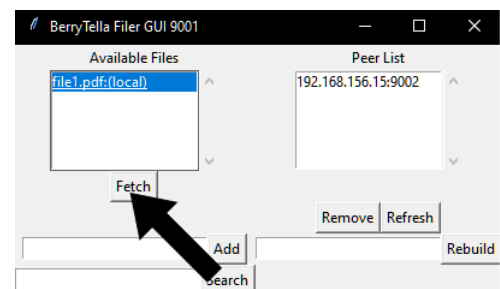 BerryTella Filer GUI 9001
Available Files
Peer List
file1.pdf:(local)
192.168.156.15:9002
Fetch
Remove Refresh
Add
Rebuild
Search